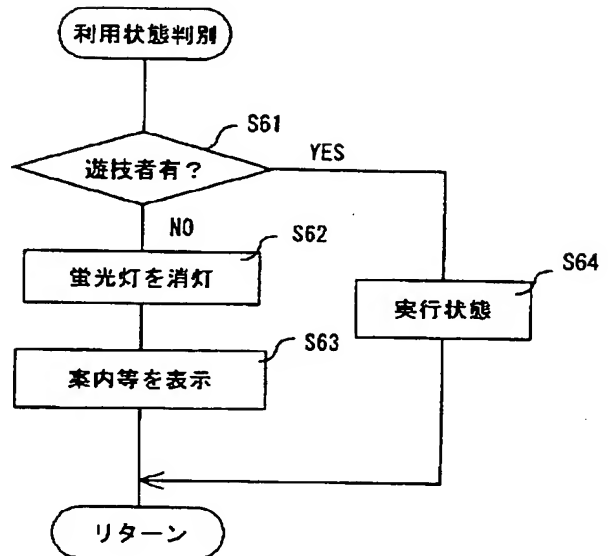 利用状態判別
S61
遊技者有?
YES
NO
S62
蛍光灯を消灯
S64
実行状態
S63
案内等を表示
リターン